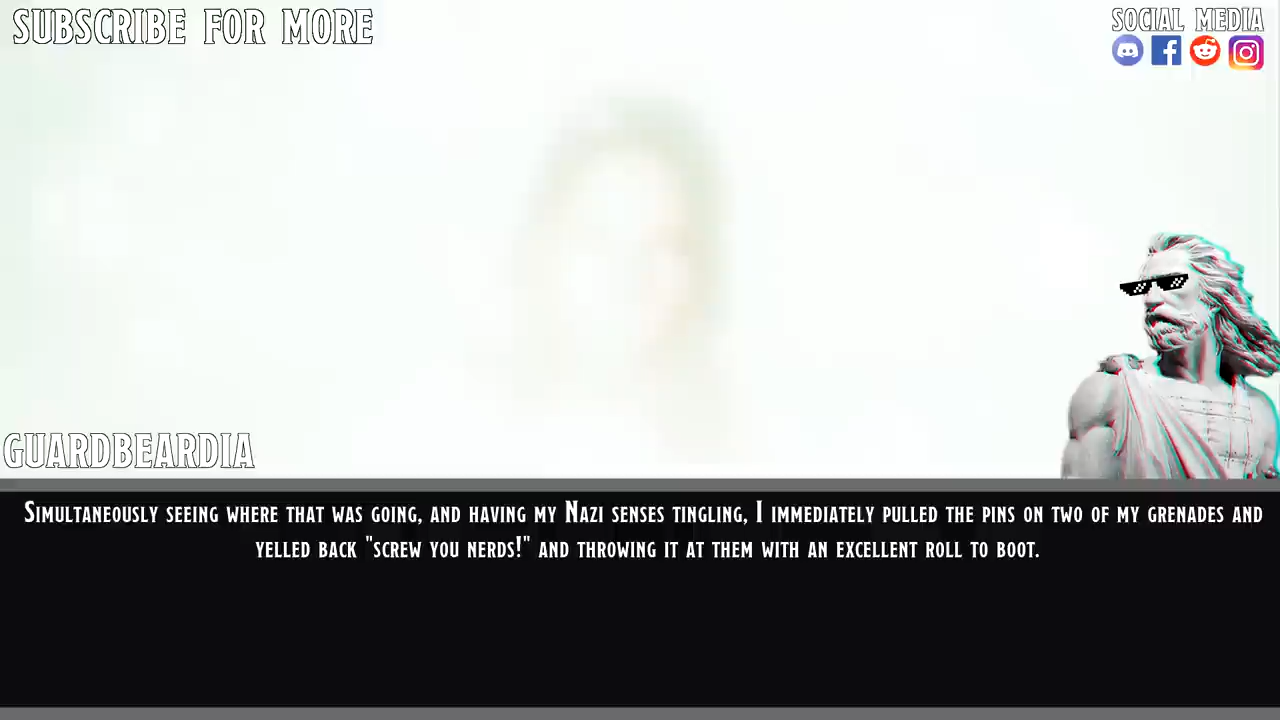 SUBSCRIBE FOR MORE
SOCIAL MEDIA
GUARDBEARDIA
Simultaneously seeing where that was going, and having my Nazi senses tingling, I immediately pulled the pins on two of my grenades and
yelled back "screw you nerds!" and throwing it at them with an excellent roll to boot.